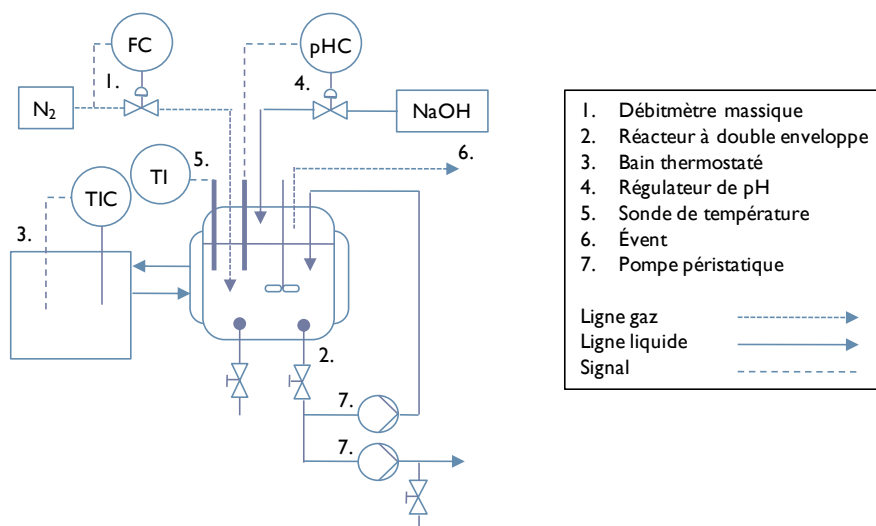 FC
pHC
1.
4.
N2
NaOH
TI
5.
6.
TIC
3.
2.
7.
7.
1. Débitmètre massique
2. Réacteur à double enveloppe
3. Bain thermostaté
4. Régulateur de pH
5. Sonde de température
6. Évent
7. Pompe péristatique
Ligne gaz
Ligne liquide
Signal